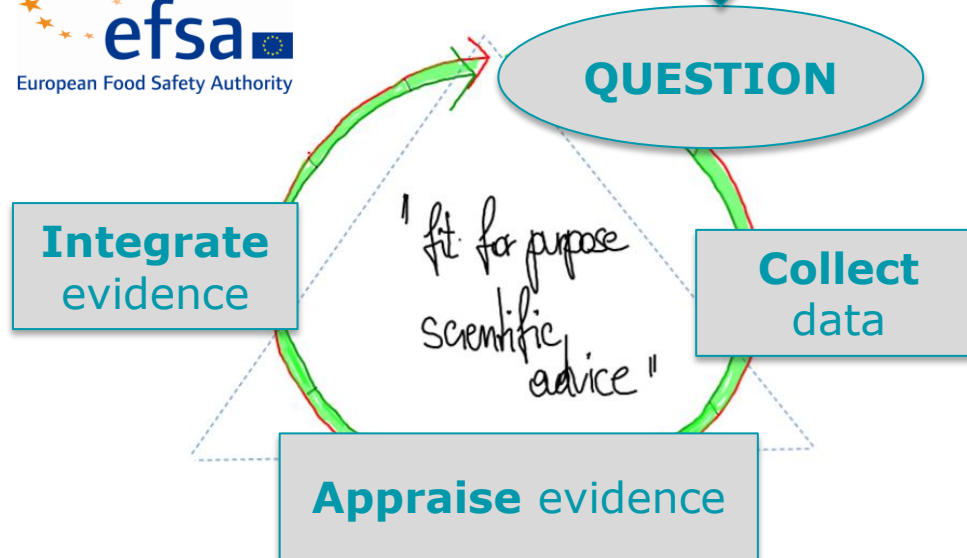 efsa
European Food Safety Authority
QUESTION
Integrate
evidence
"fit for purpose
scientific
advice"
Collect
data
Appraise evidence